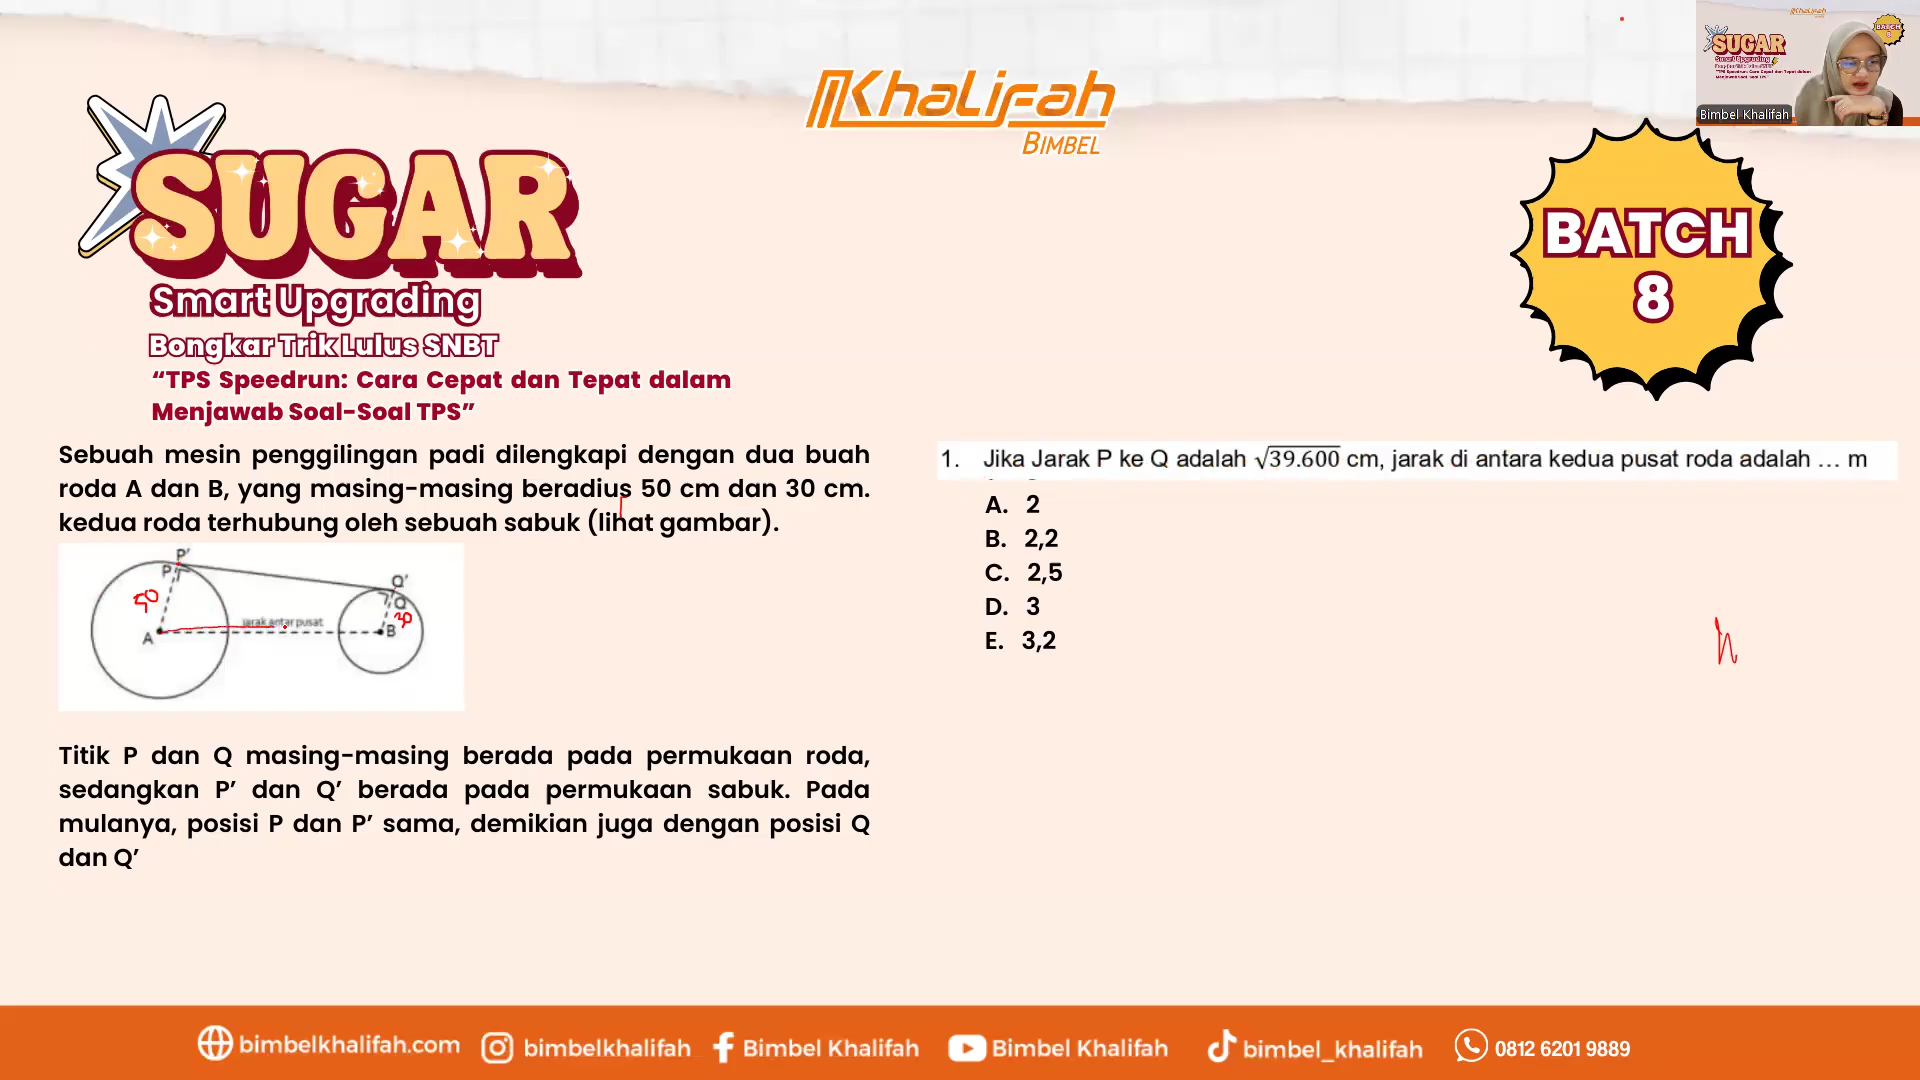 Khalifah
BIMBEL
SUGAR
Smart Upgrading
Bongkar Trik Lulus SNBT
"TPS Speedrun: Cara Cepat dan Tepat dalam
Menjawab Soal-Soal TPS"
BATCH
8
SUGAR
Smart Upgrading
BATCH
8
Bimbel Khalifah
Sebuah mesin penggilingan padi dilengkapi dengan dua buah
roda A dan B, yang masing-masing beradius 50 cm dan 30 cm.
kedua roda terhubung oleh sebuah sabuk (lihat gambar).
P'
P
Q'
Q
50
30
jarak antar pusat
A
B
Titik P dan Q masing-masing berada pada permukaan roda,
sedangkan P' dan Q' berada pada permukaan sabuk. Pada
mulanya, posisi P dan P' sama, demikian juga dengan posisi Q
dan Q'
1. Jika Jarak P ke Q adalah √39.600 cm, jarak di antara kedua pusat roda adalah ... m
A. 2
B. 2,2
C. 2,5
D. 3
E. 3,2
bimbelkhalifah.com
bimbelkhalifah
Bimbel Khalifah
Bimbel Khalifah
bimbel_khalifah
0812 6201 9889